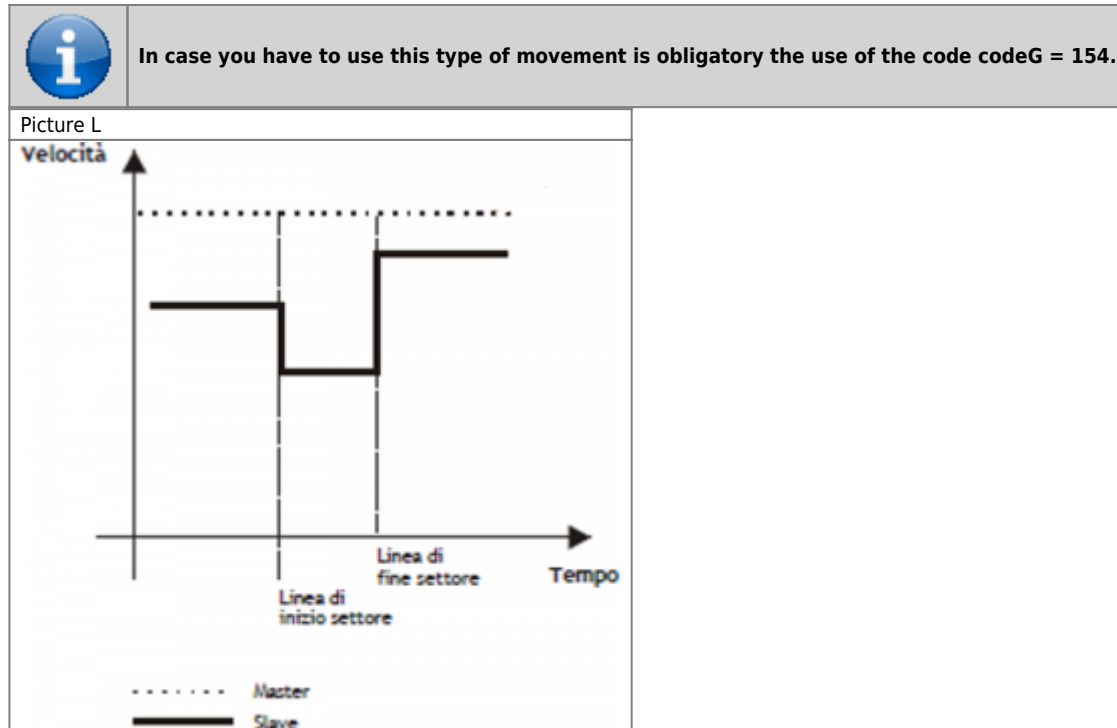 In case you have to use this type of movement is obligatory the use of the code codeG = 154.
Picture L
Velocità
Linea di
fine settore
Tempo
Linea di
inizio settore
Master
Slave